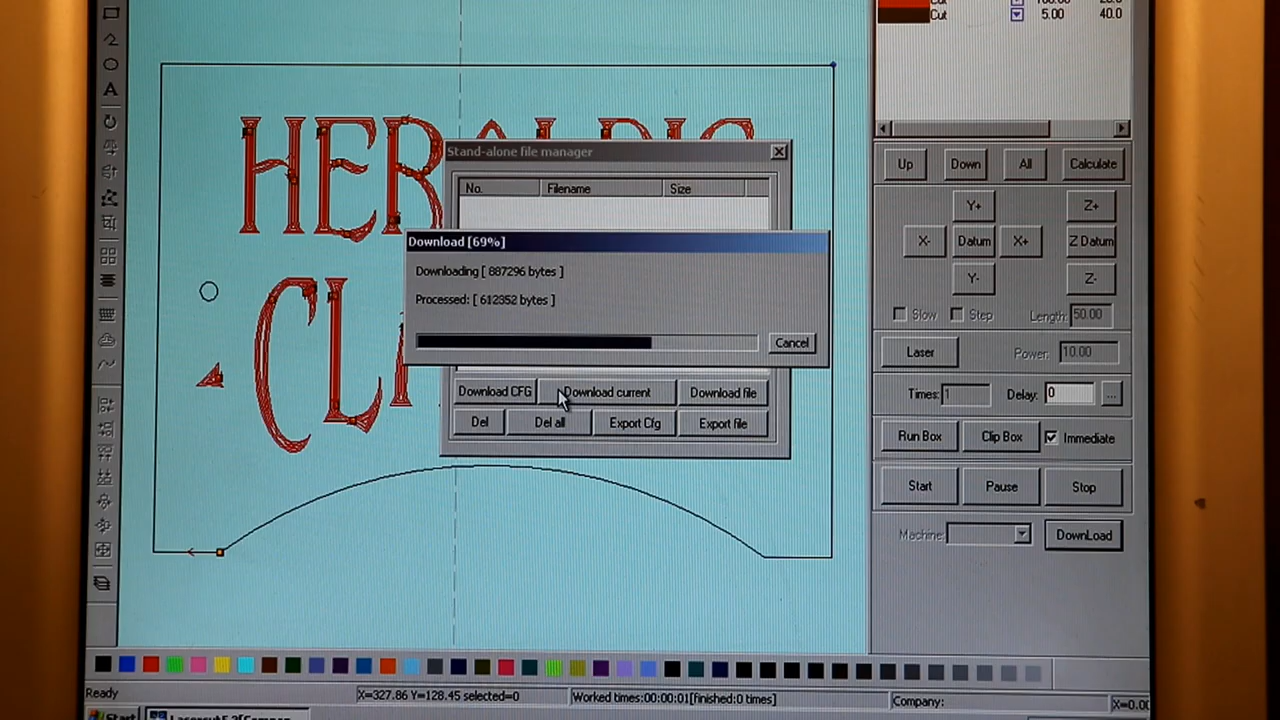 Cut
Cut 5.00 40.0
HERALDIC
CL
A
Stand-alone file manager
No. Filename Size
Download [69%]
Downloading [ 887296 bytes ]
Processed: [ 612352 bytes ]
Cancel
Download CFG Download current Download file
Del Del all Export Cfg Export file
Up Down All Calculate
Y+ Z+
X- Datum X+ Z Datum
Y- Z-
Slow Step Length: 50.00
Laser Power: 10.00
Times: 1 Delay: 0 ...
Run Box Clip Box Immediate
Start Pause Stop
Machine: DownLoad
Ready X=327.86 Y=128.45 selected=0 Worked times:00:00:01[finished:0 times] Company: X=0.00
Start